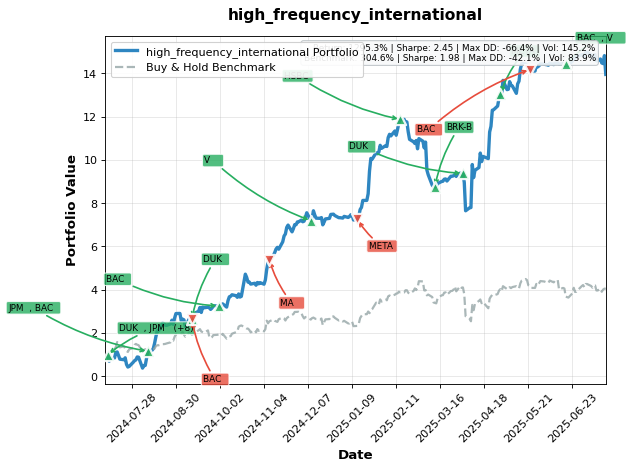 high_frequency_international
BAC , V
high_frequency_international Portfolio
Buy & Hold Benchmark
95.3% | Sharpe: 2.45 | Max DD: -66.4% | Vol: 145.2%
304.6% | Sharpe: 1.98 | Max DD: -42.1% | Vol: 83.9%
BAC
BRK-B
DUK
V
META
DUK
BAC
MA
JPM , BAC
DUK , JPM (+8)
BAC
Portfolio Value
14
12
10
8
6
4
2
0
2024-07-28
2024-08-30
2024-10-02
2024-11-04
2024-12-07
2025-01-09
2025-02-11
2025-03-16
2025-04-18
2025-05-21
2025-06-23
Date